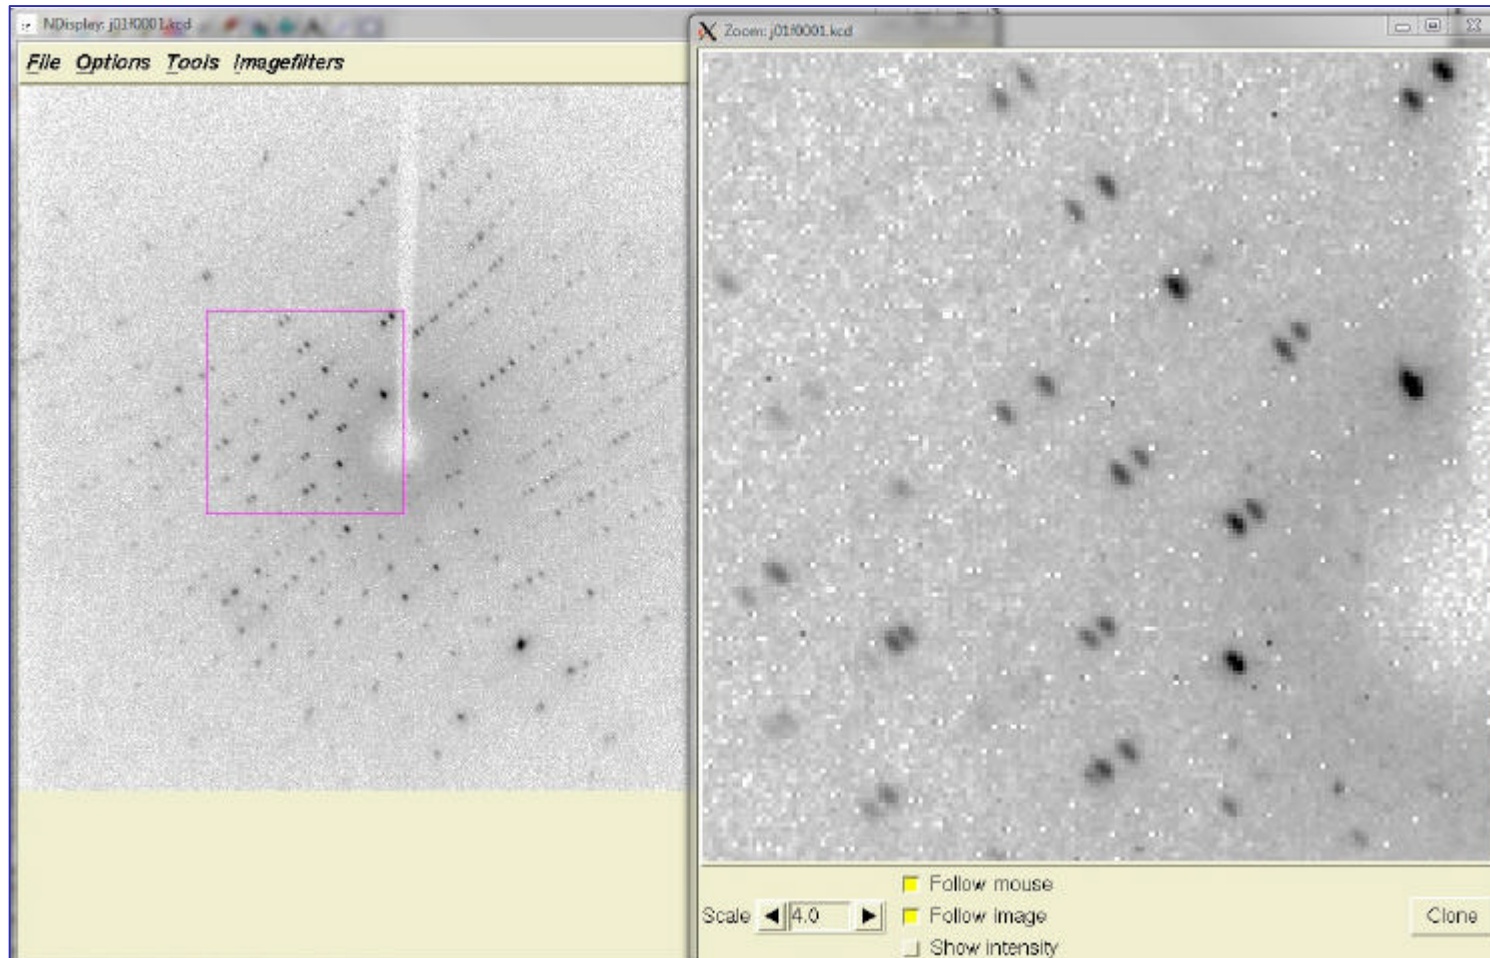 NDisplay: j01f0001.kcd
File Options Tools Imagefilters
Zoom: j01f0001.kcd
Follow mouse
Scale 4.0 Follow image Clone
Show intensity